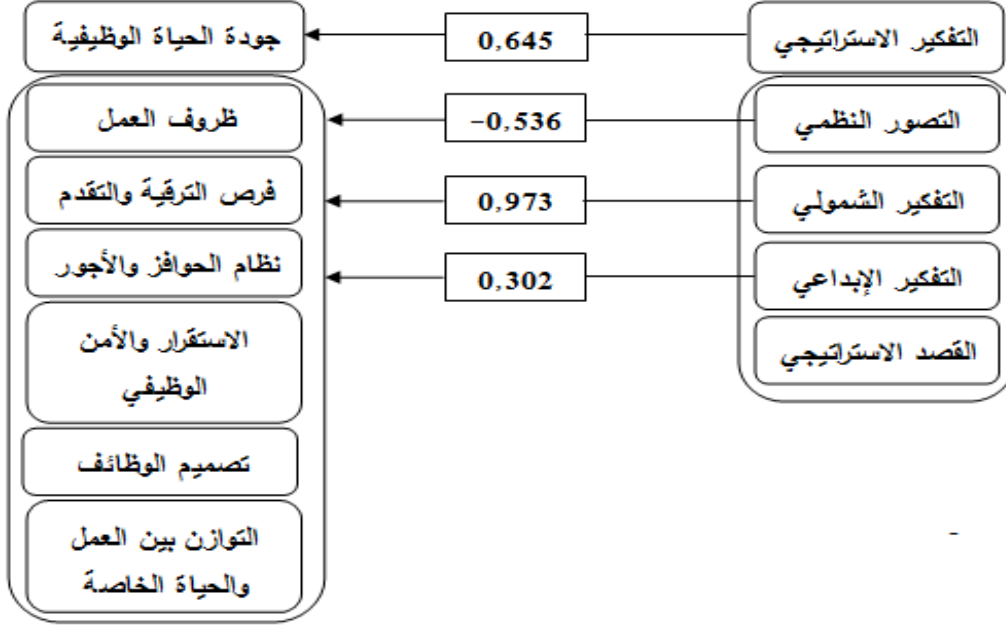 التفكير الاستراتيجي
0,645
جودة الحياة الوظيفية
التصور النظمي
-0,536
ظروف العمل
التفكير الشمولي
0,973
فرص الترقية والتقدم
التفكير الإبداعي
0,302
نظام الحوافز والأجور
القصد الاستراتيجي
الاستقرار والأمن
الوظيفي
تصميم الوظائف
التوازن بين العمل
والحياة الخاصة
-